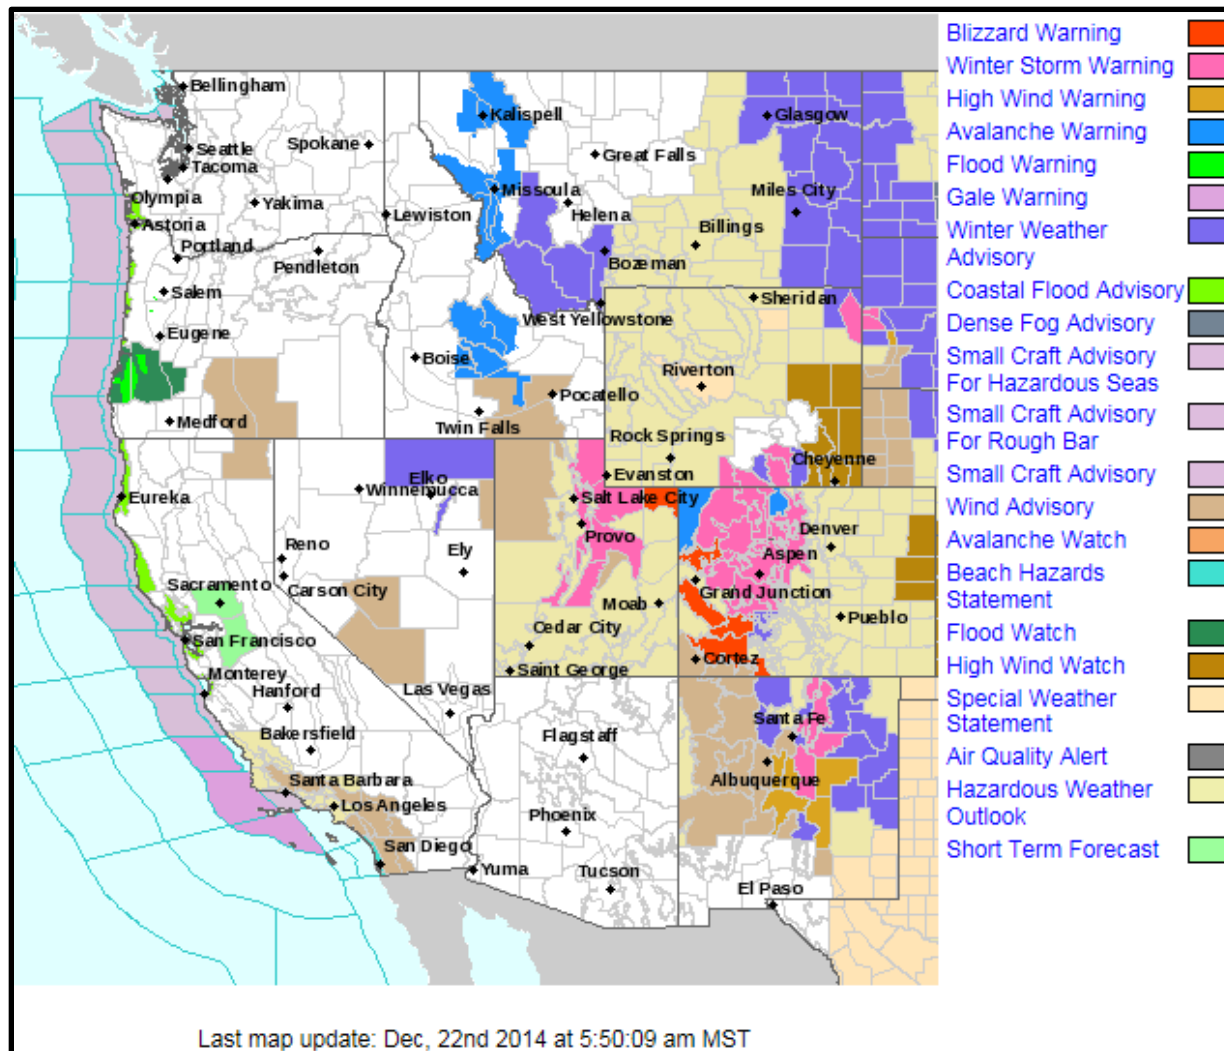 Bellingham
Seattle
Tacoma
Spokane
Olympia
Yakima
Astoria
Portland
Pendleton
Lewiston
Salem
Eugene
Medford
Kalispell
Great Falls
Missoula
Helena
Glasgow
Miles City
Billings
Bozeman
West Yellowstone
Sheridan
Boise
Pocatello
Twin Falls
Riverton
Rock Springs
Cheyenne
Evanston
Eureka
Winnemucca
Elko
Salt Lake City
Provo
Reno
Ely
Carson City
Sacramento
San Francisco
Denver
Aspen
Grand Junction
Moab
Pueblo
Cedar City
Cortez
Saint George
Monterey
Hanford
Las Vegas
Bakersfield
Flagstaff
Santa Fe
Albuquerque
Santa Barbara
Los Angeles
Phoenix
San Diego
Yuma
Tucson
El Paso
Blizzard Warning
Winter Storm Warning
High Wind Warning
Avalanche Warning
Flood Warning
Gale Warning
Winter Weather
Advisory
Coastal Flood Advisory
Dense Fog Advisory
Small Craft Advisory
For Hazardous Seas
Small Craft Advisory
For Rough Bar
Small Craft Advisory
Wind Advisory
Avalanche Watch
Beach Hazards
Statement
Flood Watch
High Wind Watch
Special Weather
Statement
Air Quality Alert
Hazardous Weather
Outlook
Short Term Forecast
Last map update: Dec, 22nd 2014 at 5:50:09 am MST